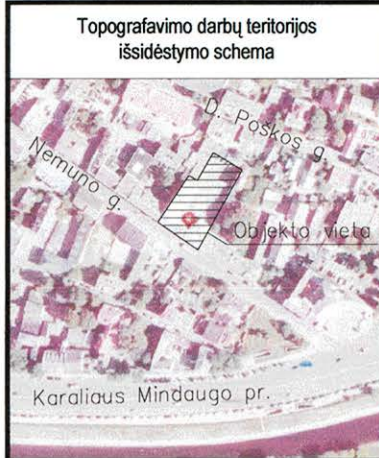 Topografavimo darbų teritorijos
išsidėstymo schema
D. Poškos g.
Nemuno g.
Objekto vieta
Karaliaus Mindaugo pr.